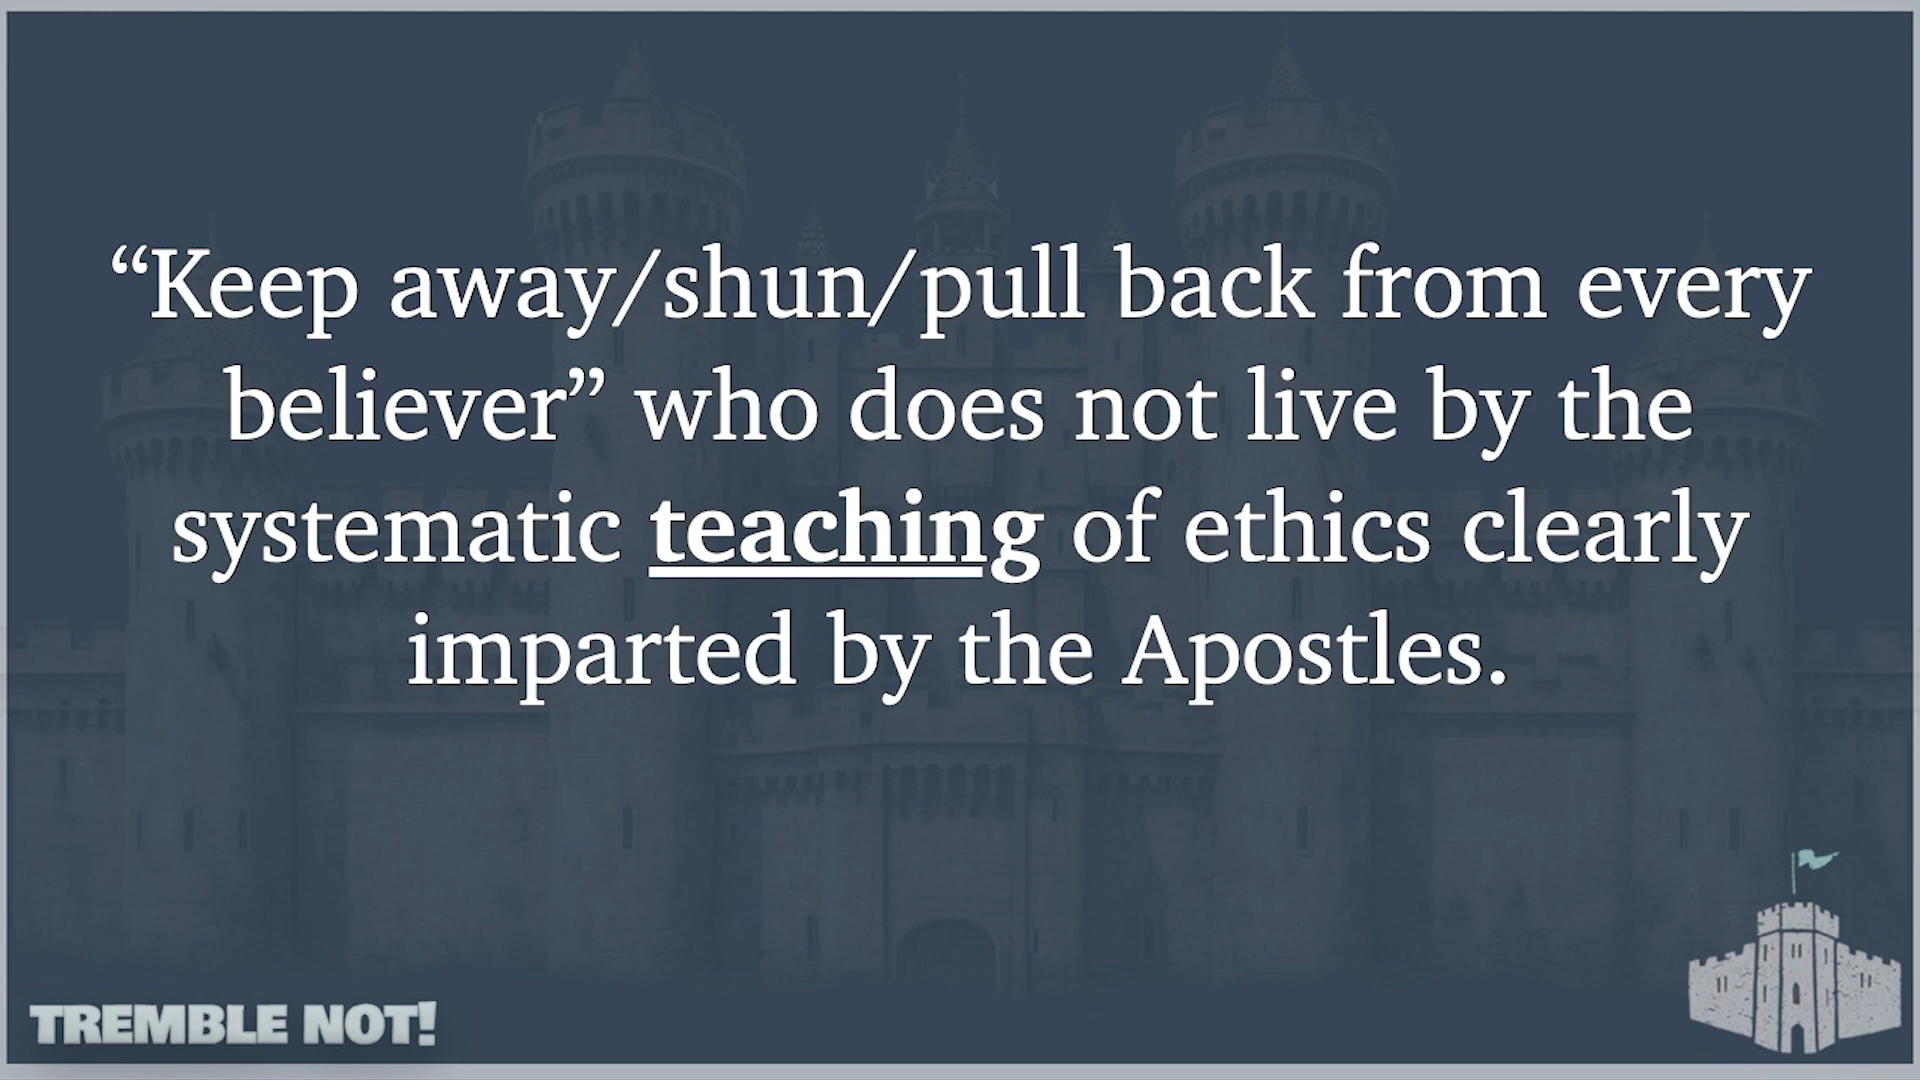 “Keep away/shun/pull back from every
believer” who does not live by the
systematic teaching of ethics clearly
imparted by the Apostles.
TREMBLE NOT!